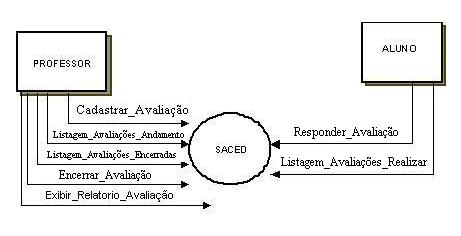 PROFESSOR
ALUNO
Cadastrar_Avaliação
Listagem_Avaliações_Andamento
Listagem_Avaliações_Encerradas
Encerrar_Avaliação
Exibir_Relatorio_Avaliação
SACED
Responder_Avaliação
Listagem_Avaliações_Realizar